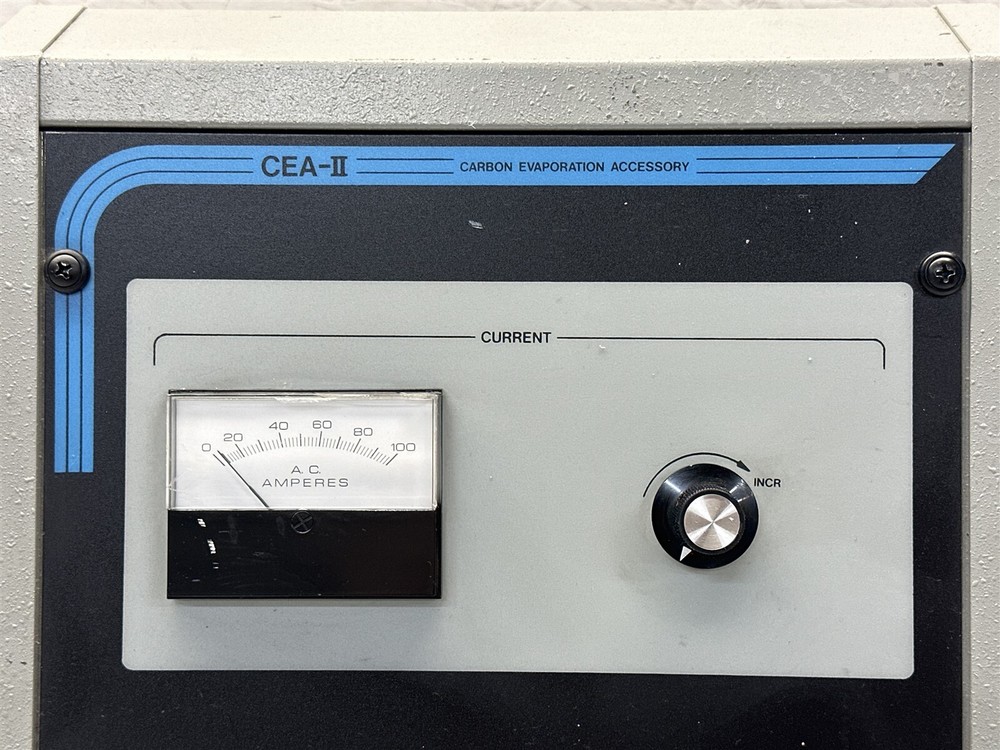 CEA-II
CARBON EVAPORATION ACCESSORY
CURRENT
0 20 40 60 80 100
A.C.
AMPERES
INCR